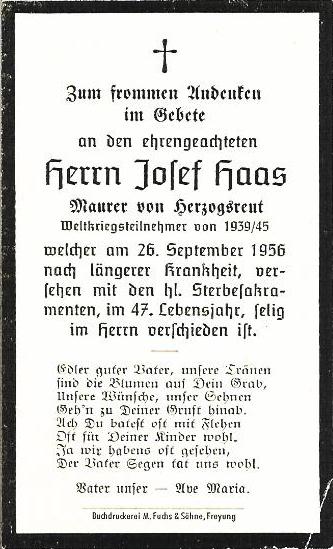 Zum frommen Andenken
im Gebete
an den ehrengeachteten
Herrn Josef Haas
Maurer von Herzogsreut
Weltkriegsteilnehmer von 1939/45
welcher am 26. September 1956
nach längerer Krankheit, ver-
sehen mit den hl. Sterbesakra-
menten, im 47. Lebensjahr, selig
im Herrn verschieden ist.
Edler guter Vater, unsere Tränen
sind die Blumen auf Dein Grab,
Unsere Wünsche, unser Sehnen
Geh'n zu Deiner Gruft hinab.
Ach Du batest oft mit Flehen
Oft für Deiner Kinder wohl.
Ja wir habens oft gesehen,
Der Vater Segen tat uns wohl.
Vater unser — Ave Maria.
Buchdruckerei M. Fuchs & Söhne, Freyung